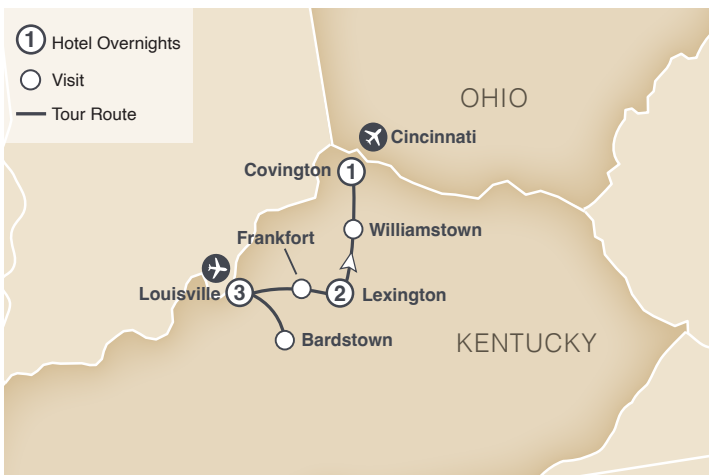 1 Hotel Overnights
Visit
Tour Route
OHIO
Cincinnati
Covington 1
Williamstown
Frankfort
Louisville 3
2 Lexington
Bardstown
KENTUCKY